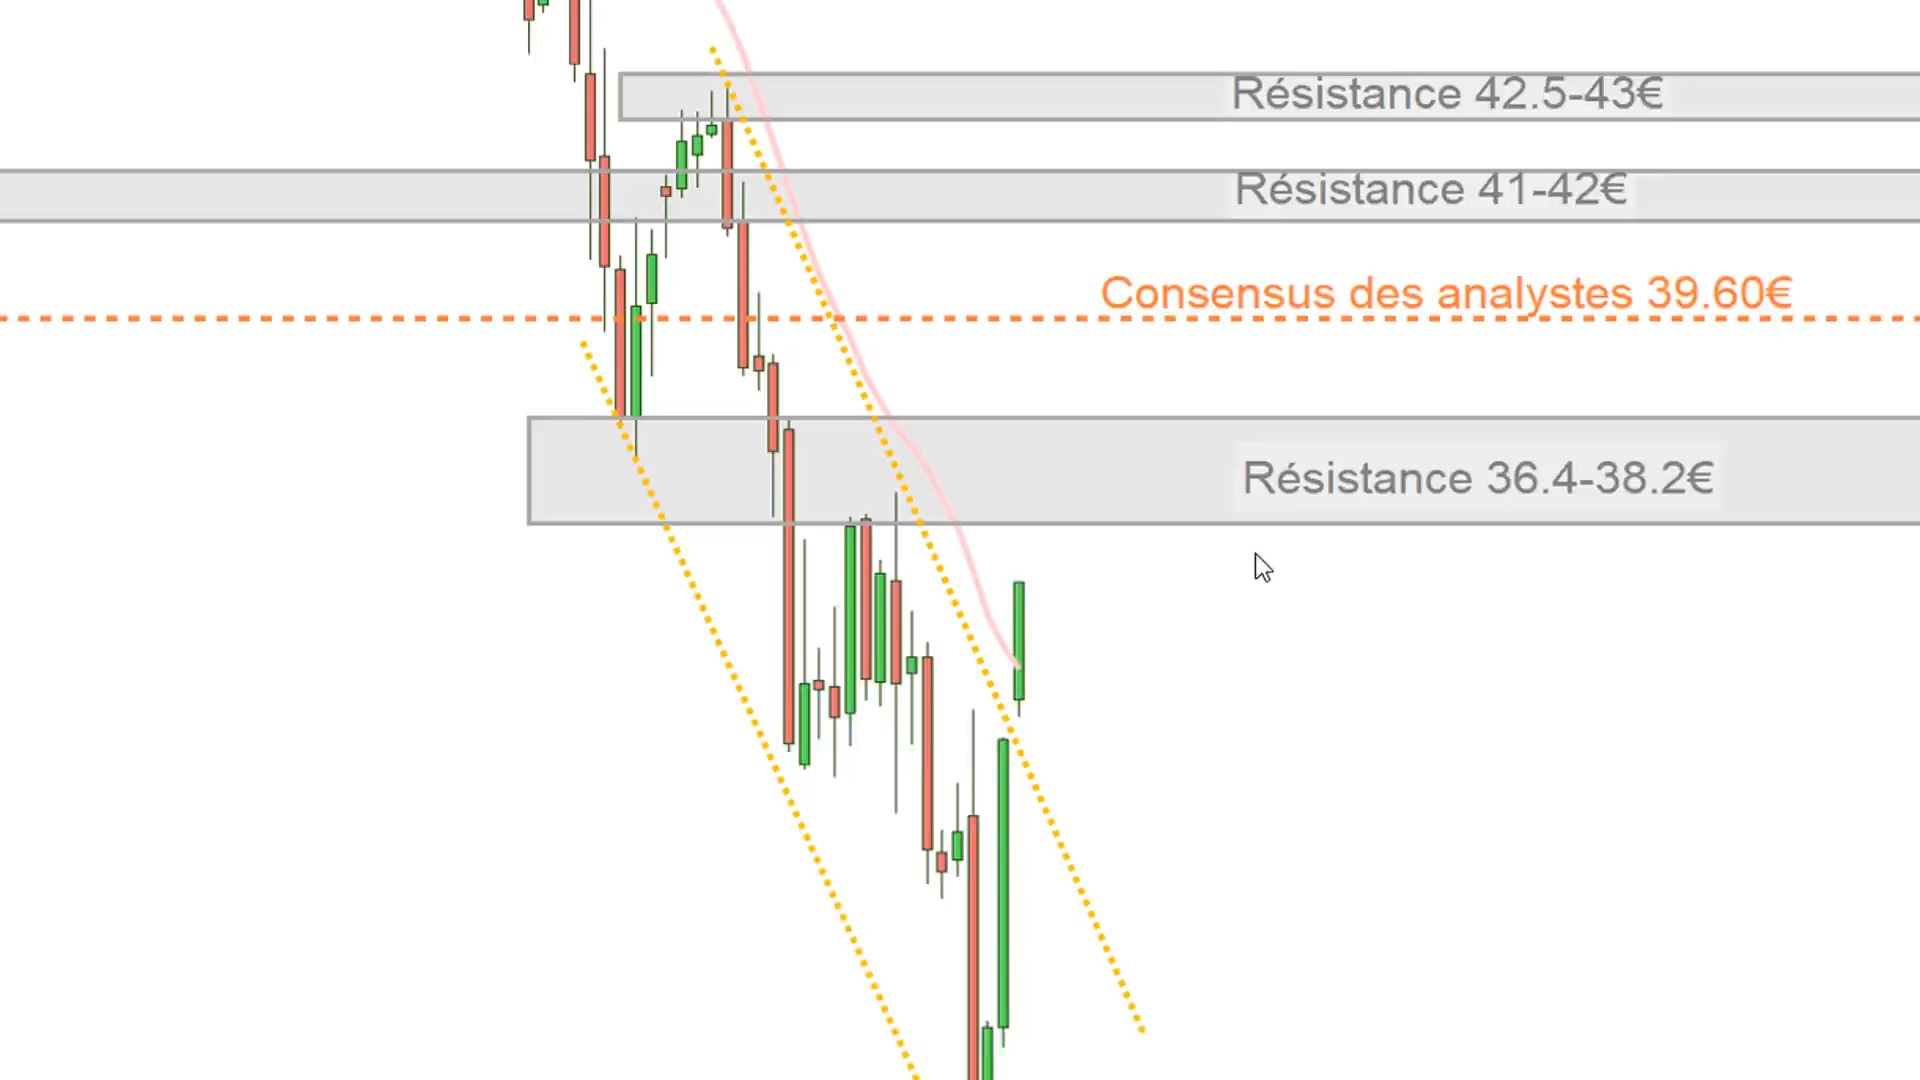 Résistance 42.5-43€
Résistance 41-42€
Consensus des analystes 39.60€
Résistance 36.4-38.2€